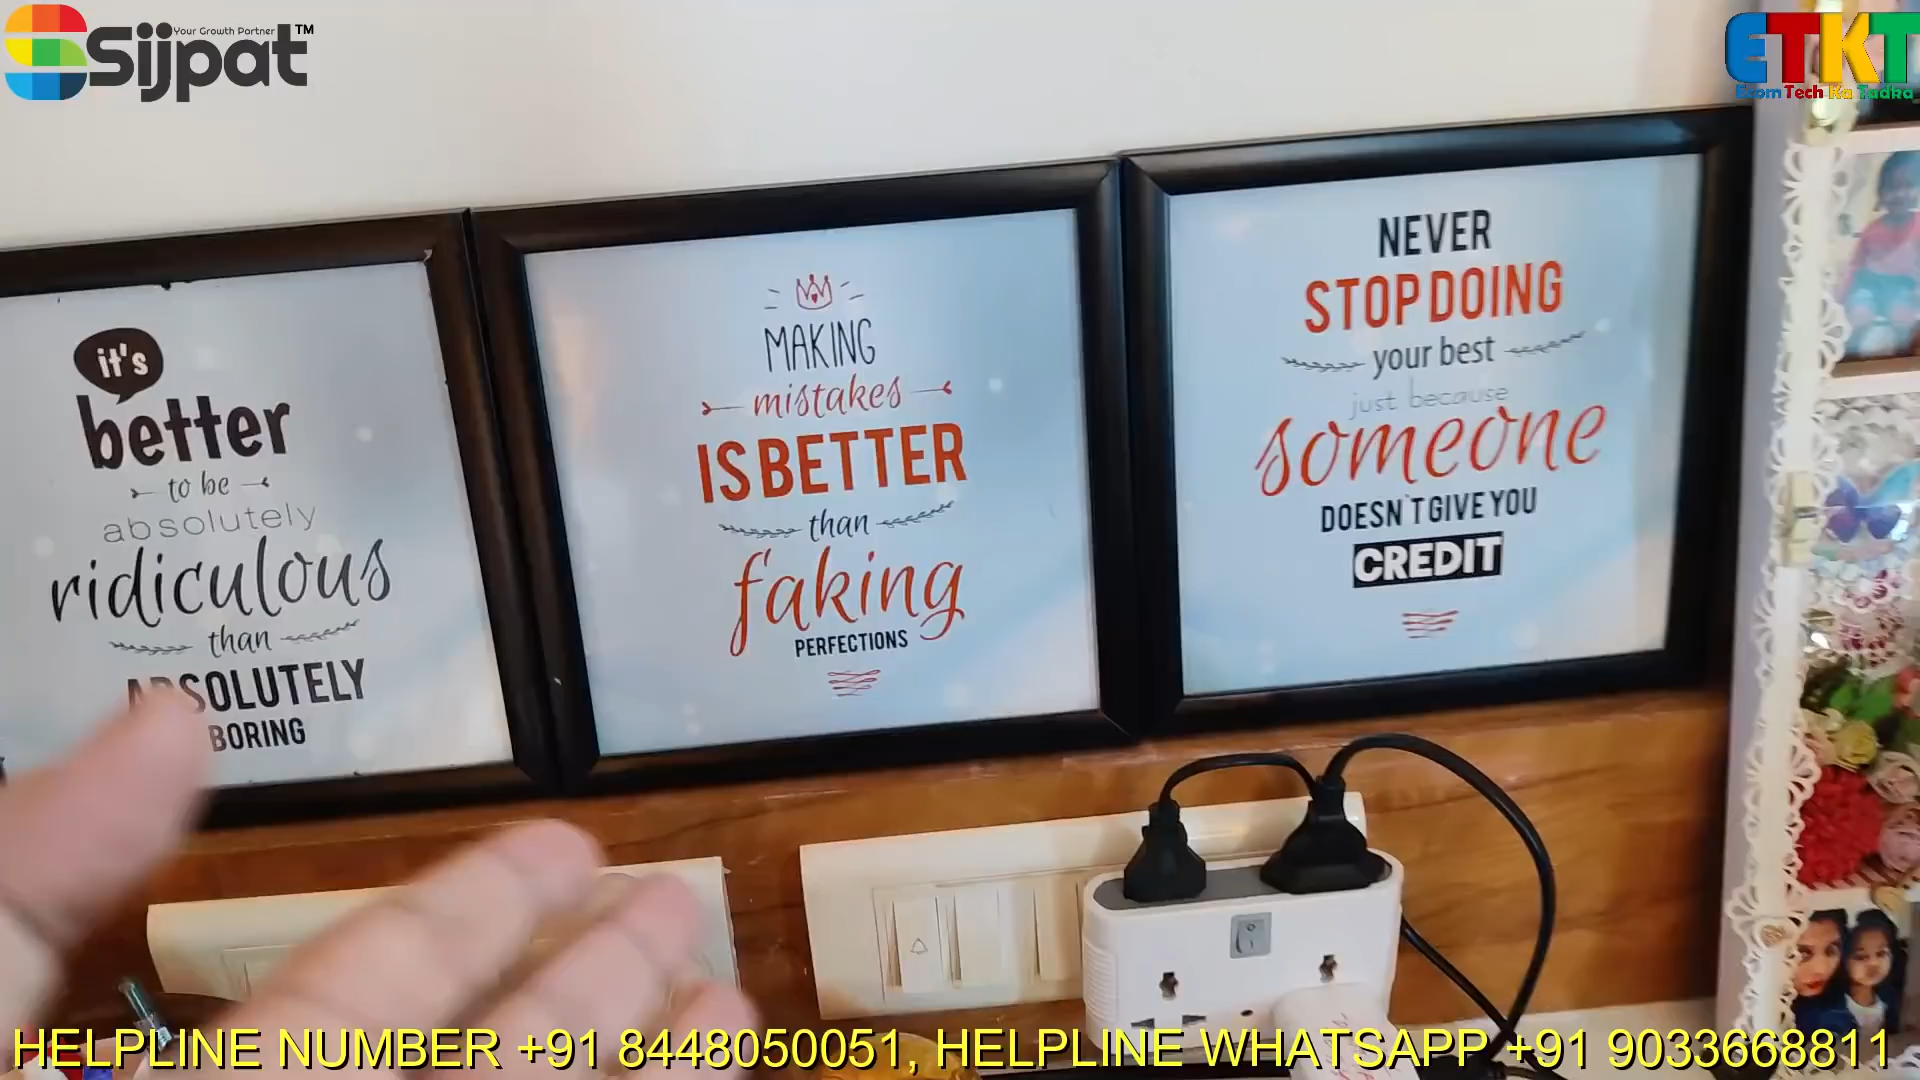 Sijpat™
Your Growth Partner
ETKT
Ecom Tech Ka Tadka
it's
better
to be
absolutely
ridiculous
than
ABSOLUTELY
BORING
MAKING
mistakes
IS BETTER
than
faking
PERFECTIONS
NEVER
STOP DOING
your best
just because
someone
DOESN'T GIVE YOU
CREDIT
HELPLINE NUMBER +91 8448050051, HELPLINE WHATSAPP +91 9033668811